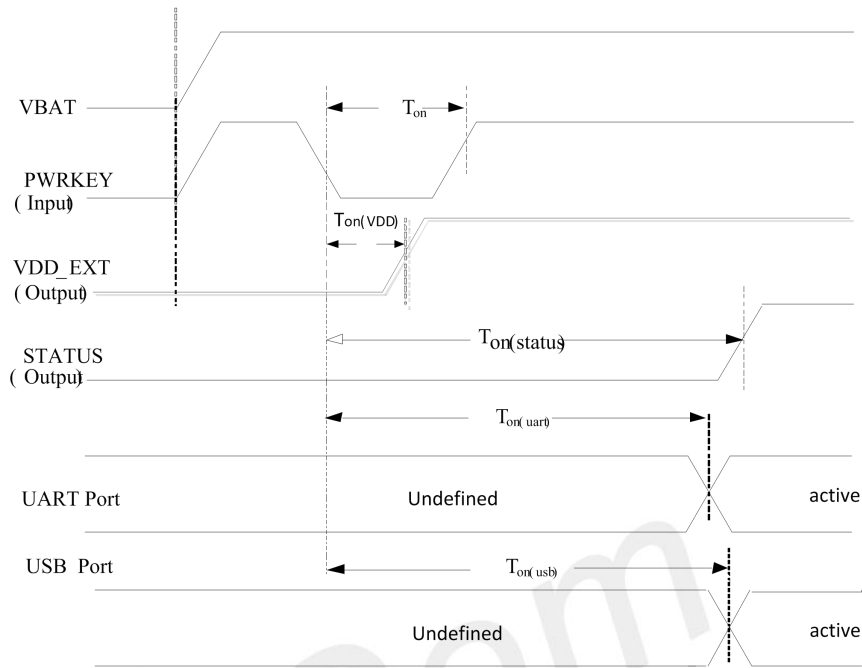 VBAT
Ton
PWRKEY
( Input)
Ton(VDD)
VDD_EXT
( Output)
STATUS
( Output)
Ton(status)
Ton( uart)
UART Port
Undefined
active
USB Port
Ton( usb)
Undefined
active